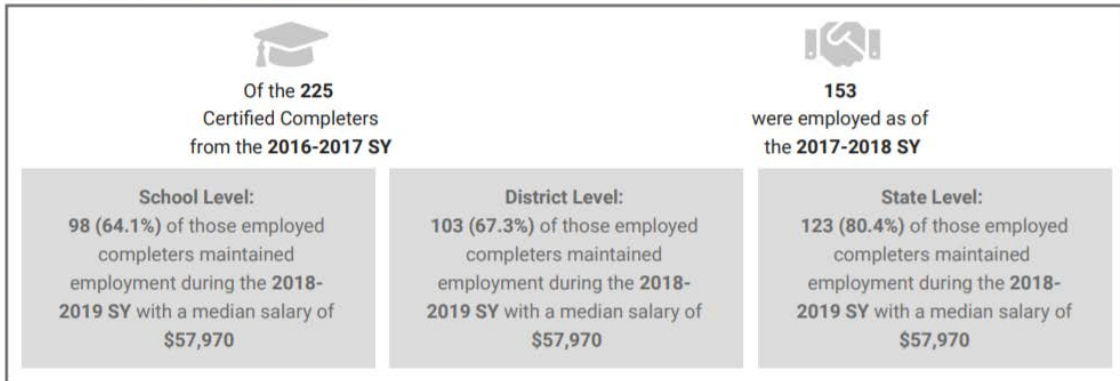 Of the 225
Certified Completers
from the 2016-2017 SY
153
were employed as of
the 2017-2018 SY
School Level:
98 (64.1%) of those employed
completers maintained
employment during the 2018-
2019 SY with a median salary of
$57,970
District Level:
103 (67.3%) of those employed
completers maintained
employment during the 2018-
2019 SY with a median salary of
$57,970
State Level:
123 (80.4%) of those employed
completers maintained
employment during the 2018-
2019 SY with a median salary of
$57,970